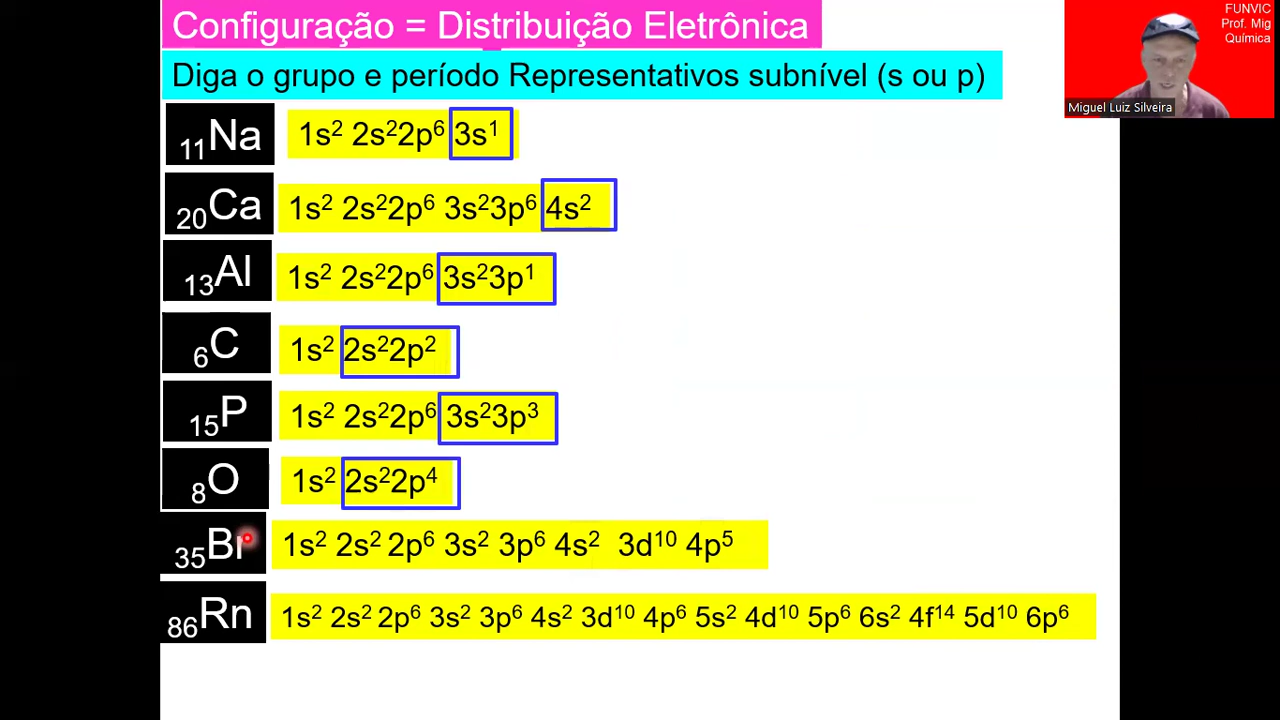 Configuração = Distribuição Eletrônica
Diga o grupo e período Representativos subnível (s ou p)
FUNVIC
Prof. Mig
Química
Miguel Luiz Silveira
₁₁Na 1s² 2s²2p⁶ 3s¹
₂₀Ca 1s² 2s²2p⁶ 3s²3p⁶ 4s²
₁₃Al 1s² 2s²2p⁶ 3s²3p¹
₆C 1s² 2s²2p²
₁₅P 1s² 2s²2p⁶ 3s²3p³
₈O 1s² 2s²2p⁴
₃₅Br 1s² 2s² 2p⁶ 3s² 3p⁶ 4s² 3d¹⁰ 4p⁵
₈₆Rn 1s² 2s² 2p⁶ 3s² 3p⁶ 4s² 3d¹⁰ 4p⁶ 5s² 4d¹⁰ 5p⁶ 6s² 4f¹⁴ 5d¹⁰ 6p⁶